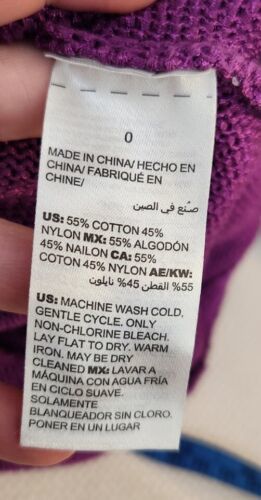 0
MADE IN CHINA/ HECHO EN
CHINA/ FABRIQUÉ EN
CHINE/
صنع في الصين
US: 55% COTTON 45%
NYLON MX: 55% ALGODÓN
45% NAILON CA: 55%
COTON 45% NYLON AE/KW:
55% القطن 45% نايلون
US: MACHINE WASH COLD.
GENTLE CYCLE. ONLY
NON-CHLORINE BLEACH.
LAY FLAT TO DRY. WARM
IRON. MAY BE DRY
CLEANED MX: LAVAR A
MÁQUINA CON AGUA FRÍA
EN CICLO SUAVE.
SOLAMENTE
BLANQUEADOR SIN CLORO.
PONER EN UN LUGAR